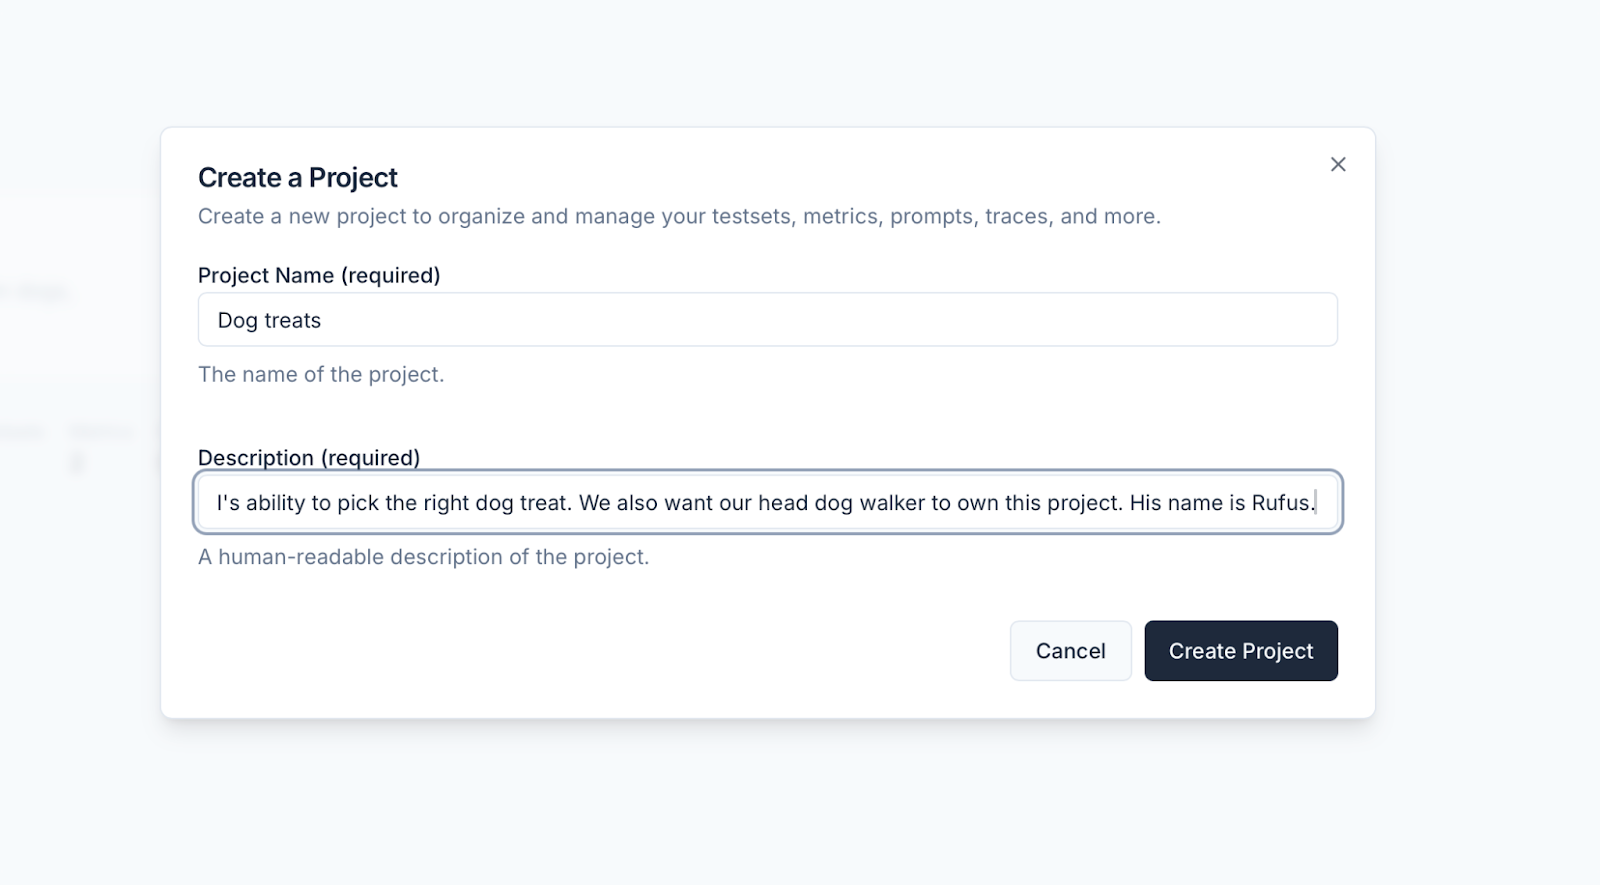 Create a Project
Create a new project to organize and manage your testsets, metrics, prompts, traces, and more.
Project Name (required)
Dog treats
The name of the project.
Description (required)
I's ability to pick the right dog treat. We also want our head dog walker to own this project. His name is Rufus.
A human-readable description of the project.
Cancel
Create Project